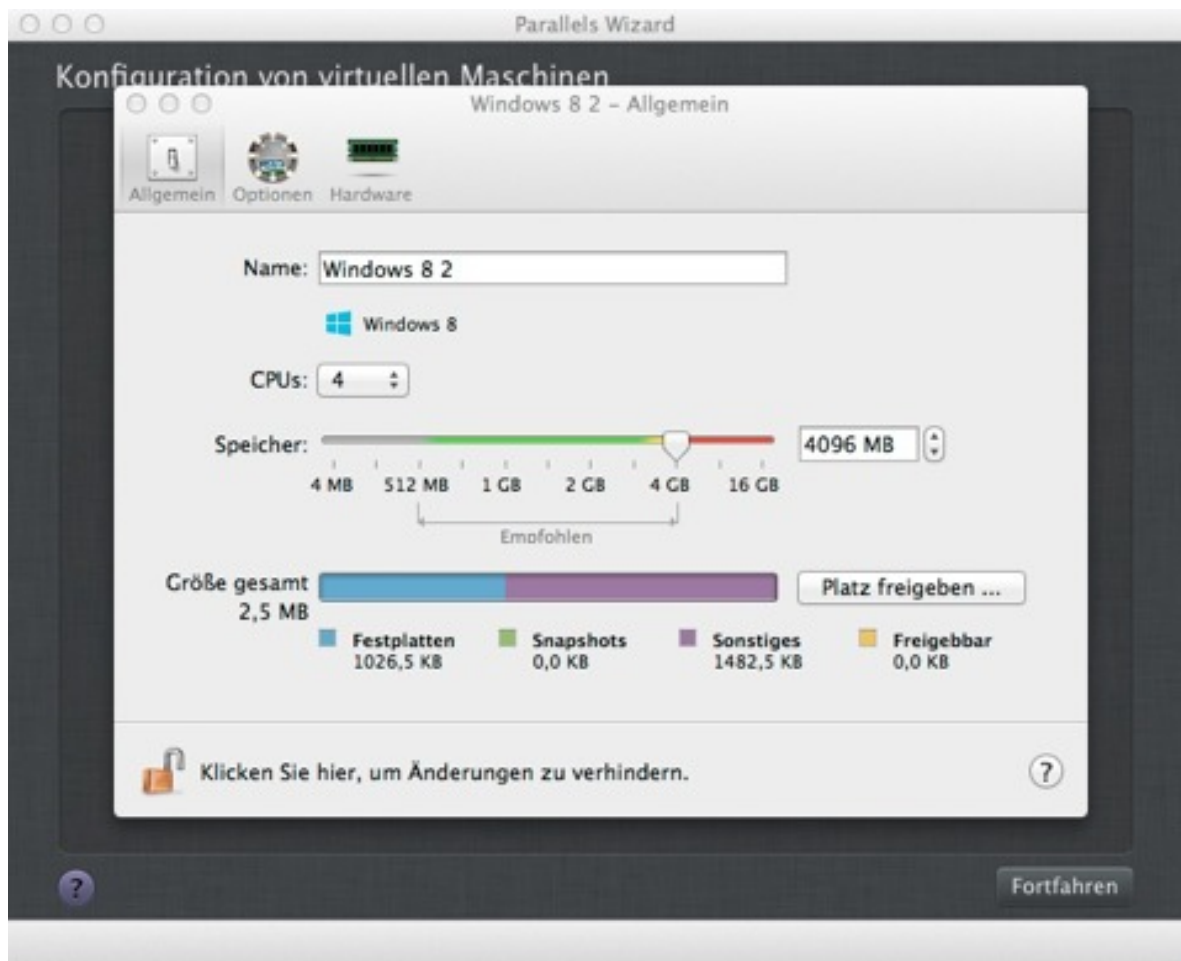 Parallels Wizard
Konfiguration von virtuellen Maschinen
Windows 8 2 – Allgemein
Allgemein Optionen Hardware
Name: Windows 8 2
Windows 8
CPUs: 4
Speicher: 4096 MB
4 MB 512 MB 1 GB 2 GB 4 GB 16 GB
Empfohlen
Größe gesamt Platz freigeben ...
2,5 MB
Festplatten Snapshots Sonstiges Freigebbar
1026,5 KB 0,0 KB 1482,5 KB 0,0 KB
Klicken Sie hier, um Änderungen zu verhindern. ?
? Fortfahren